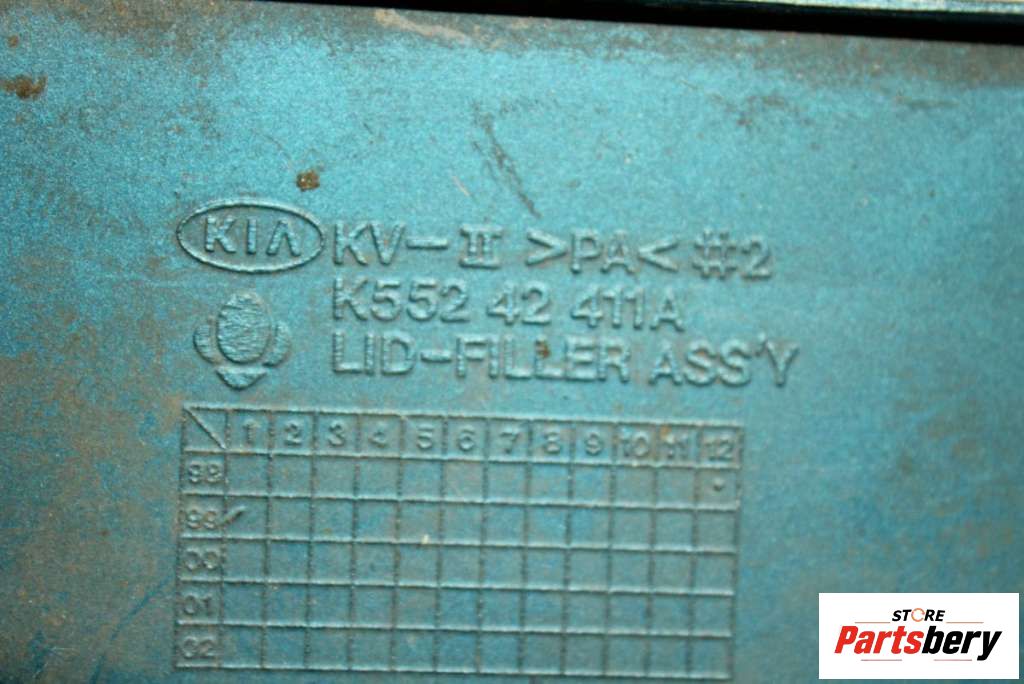 KIA KV-II >PA< #2
K552 42 411A
LID-FILLER ASS'Y
1 2 3 4 5 6 7 8 9 10 11 12
98
99
00
01
02
STORE
Partsbery